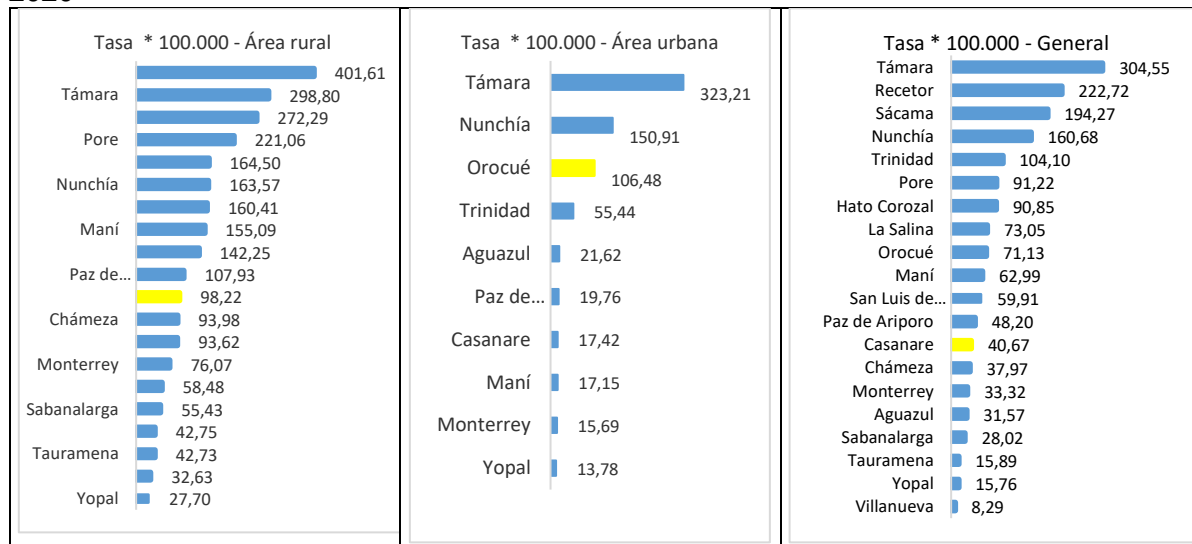 Tasa * 100.000 - Área rural
401,61
Támara 298,80
272,29
Pore 221,06
164,50
Nunchía 163,57
160,41
Maní 155,09
142,25
Paz de... 107,93
98,22
Chámeza 93,98
93,62
Monterrey 76,07
58,48
Sabanalarga 55,43
42,75
Tauramena 42,73
32,63
Yopal 27,70
Tasa * 100.000 - Área urbana
Támara 323,21
Nunchía 150,91
Orocué 106,48
Trinidad 55,44
Aguazul 21,62
Paz de... 19,76
Casanare 17,42
Maní 17,15
Monterrey 15,69
Yopal 13,78
Tasa * 100.000 - General
Támara 304,55
Recetor 222,72
Sácama 194,27
Nunchía 160,68
Trinidad 104,10
Pore 91,22
Hato Corozal 90,85
La Salina 73,05
Orocué 71,13
Maní 62,99
San Luis de... 59,91
Paz de Ariporo 48,20
Casanare 40,67
Chámeza 37,97
Monterrey 33,32
Aguazul 31,57
Sabanalarga 28,02
Tauramena 15,89
Yopal 15,76
Villanueva 8,29